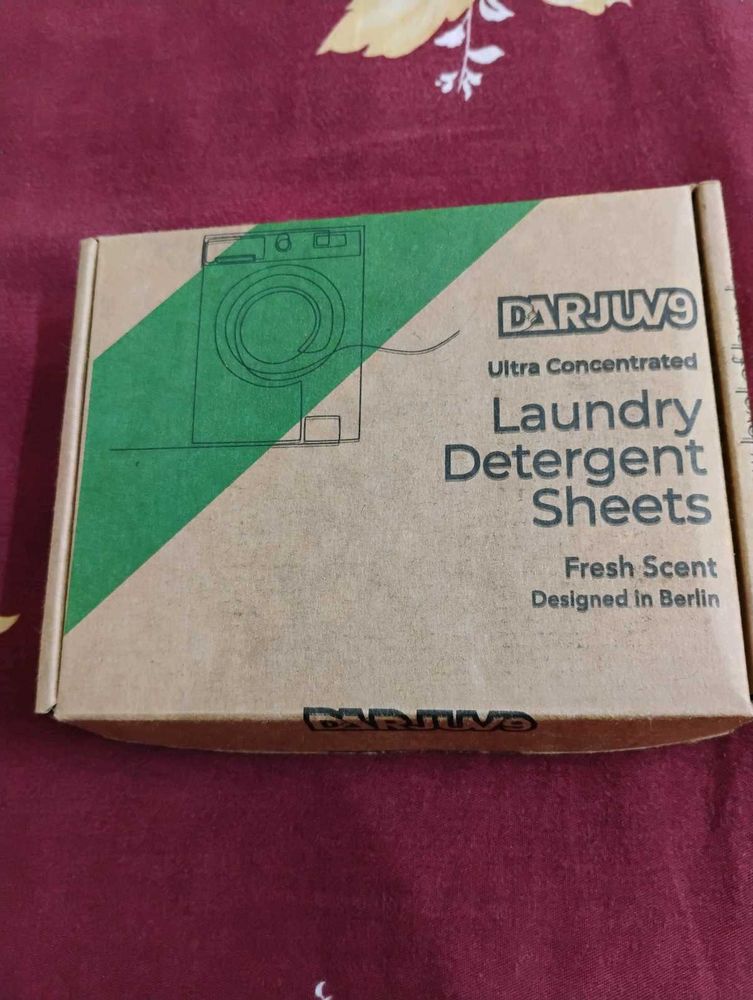 DARJUV9
Ultra Concentrated
Laundry
Detergent
Sheets
Fresh Scent
Designed in Berlin
DARJUV9